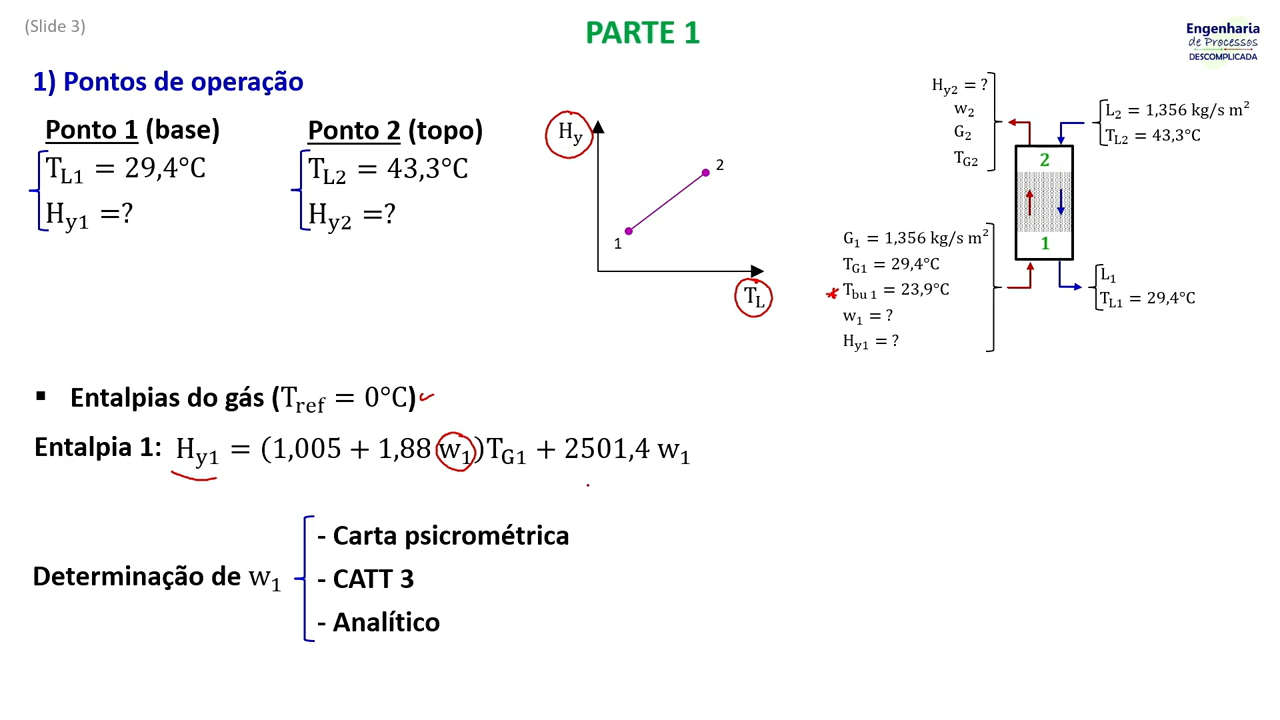 (Slide 3)
PARTE 1
Engenharia
de Processos
DESCOMPLICADA
1) Pontos de operação
Ponto 1 (base)
T_L1 = 29,4°C
H_y1 =?
Ponto 2 (topo)
T_L2 = 43,3°C
H_y2 =?
H_y
2
1
T_L
H_y2 = ?
w_2
G_2
T_G2
L_2 = 1,356 kg/s m²
T_L2 = 43,3°C
2
1
G_1 = 1,356 kg/s m²
T_G1 = 29,4°C
T_bu 1 = 23,9°C
w_1 = ?
H_y1 = ?
L_1
T_L1 = 29,4°C
▪ Entalpias do gás (T_ref = 0°C)
Entalpia 1: H_y1 = (1,005 + 1,88 w_1)T_G1 + 2501,4 w_1
Determinação de w_1
- Carta psicrométrica
- CATT 3
- Analítico